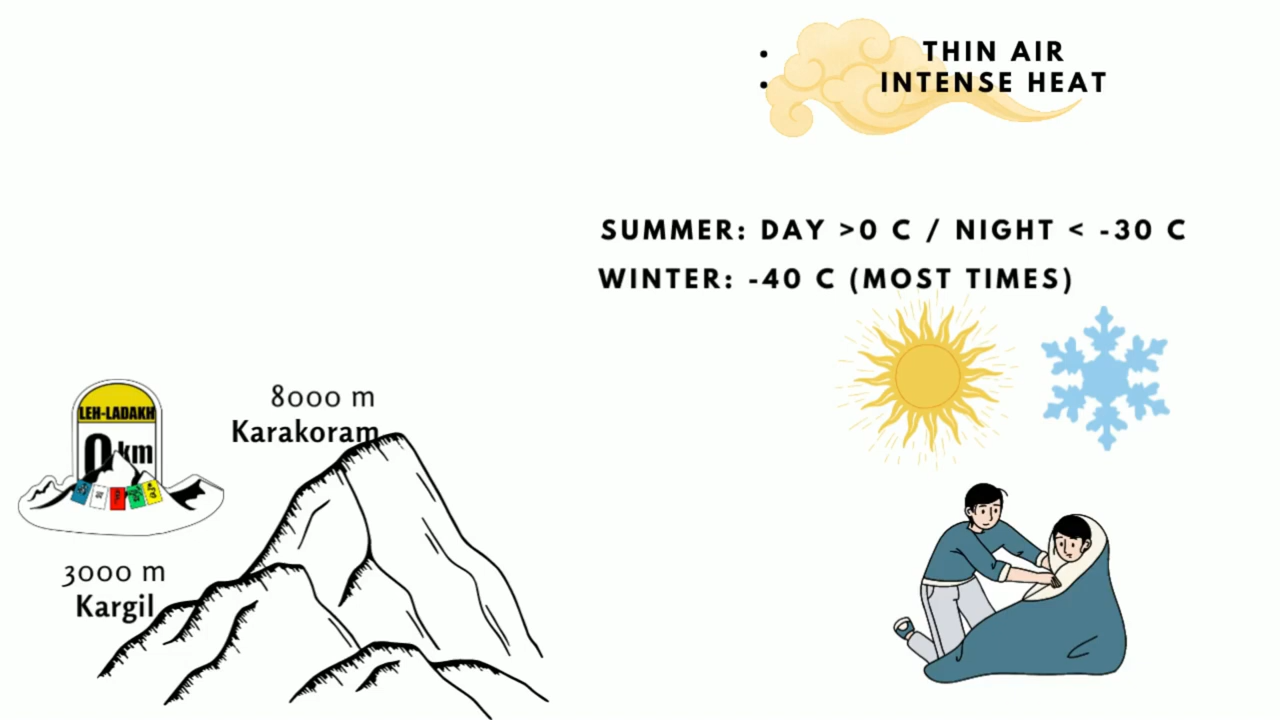 THIN AIR
INTENSE HEAT
SUMMER: DAY >0 C / NIGHT < -30 C
WINTER: -40 C (MOST TIMES)
8000 m
Karakoram
LEH-LADAKH
0 km
3000 m
Kargil